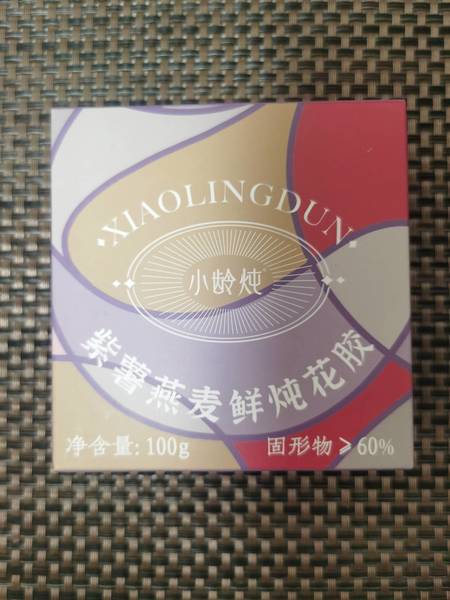 XIAOLINGDUN
小龄炖
紫薯燕麦鲜炖花胶
净含量: 100g
固形物⩾60%